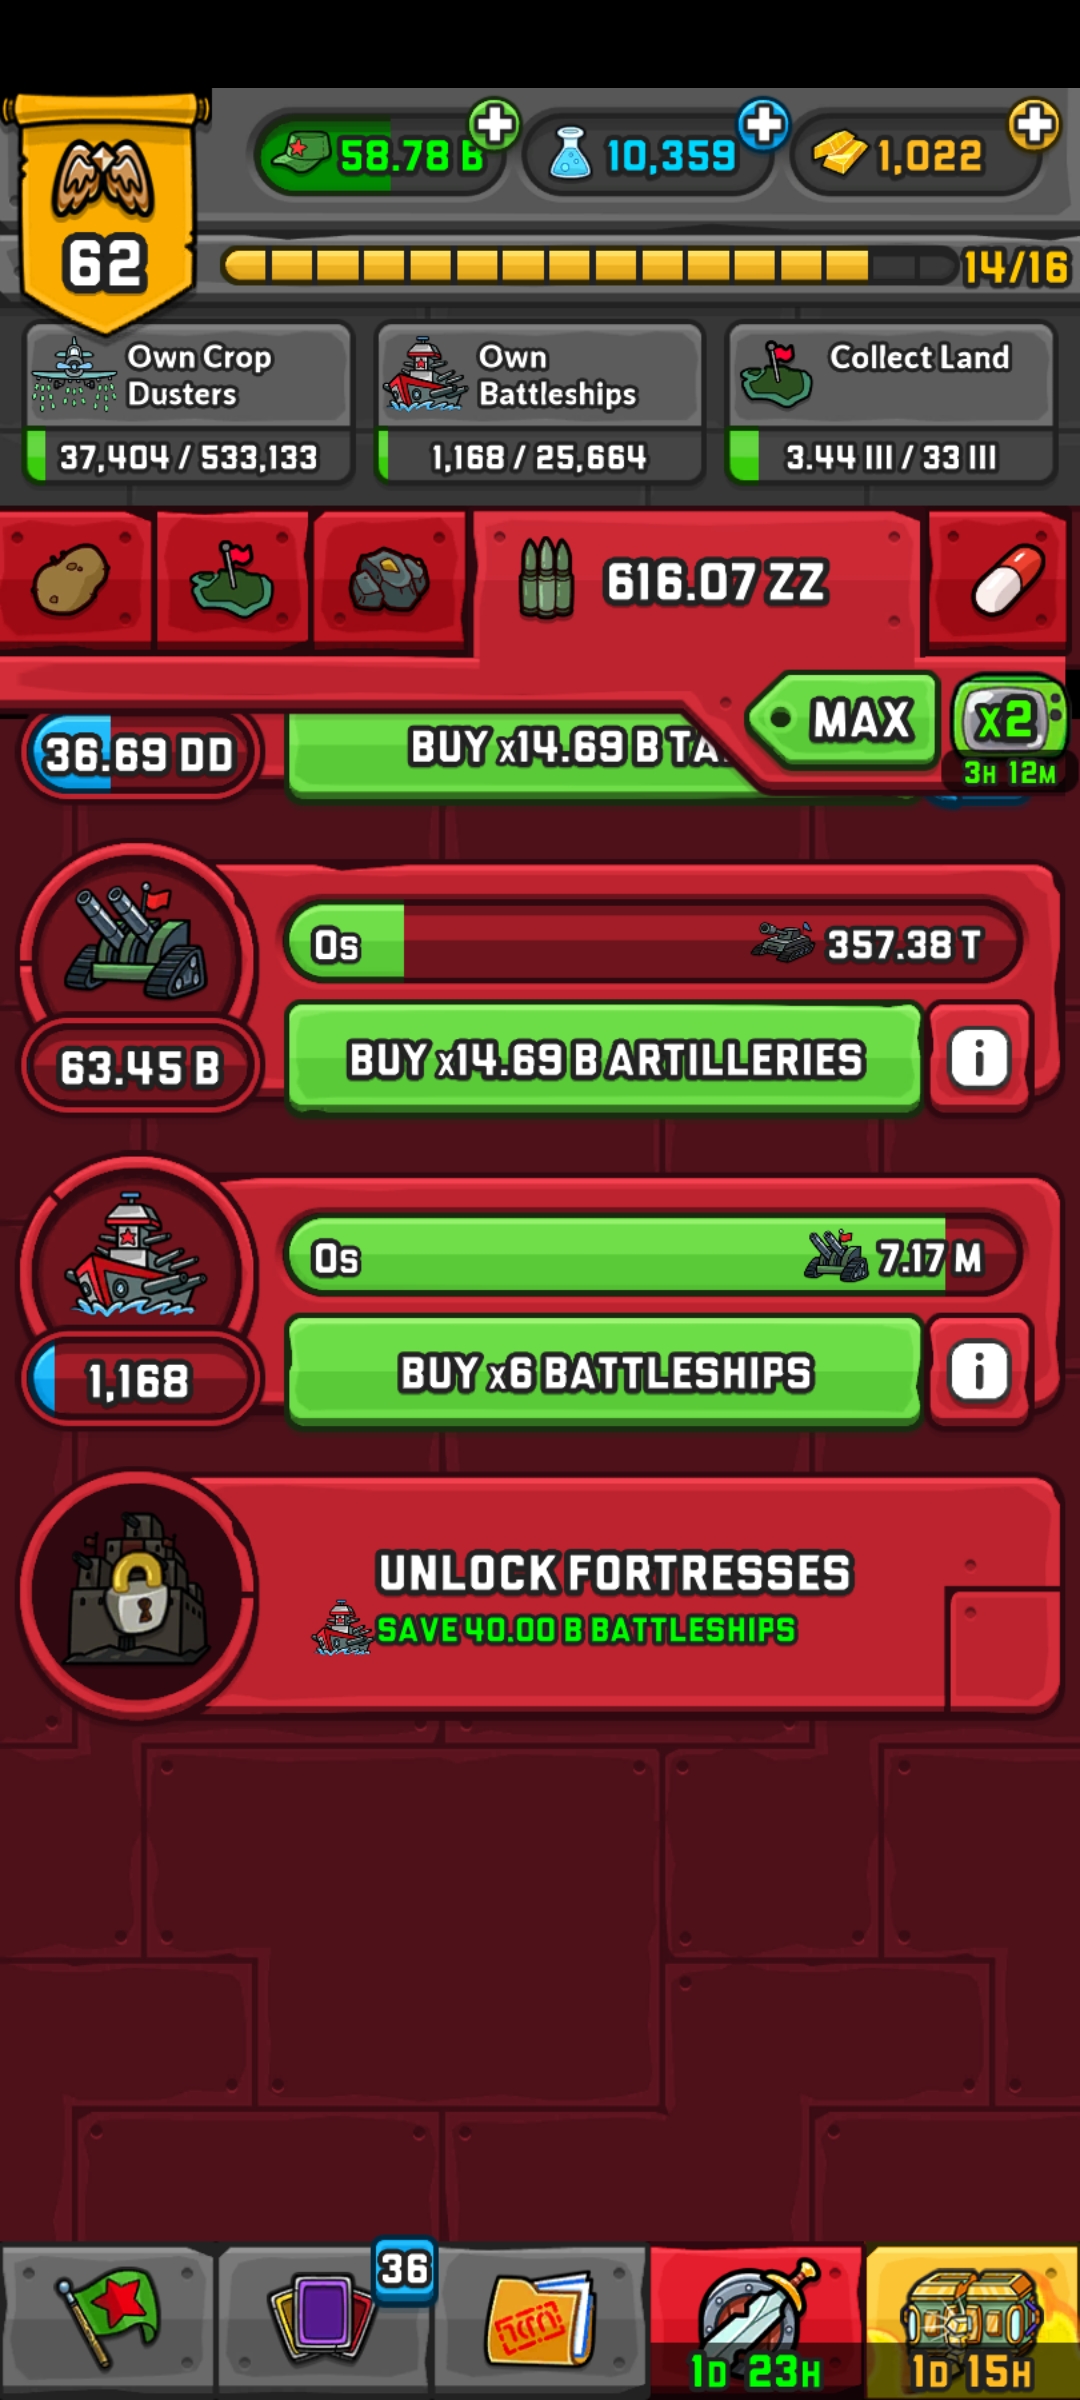 58.78 B
10,359
1,022
62
14/16
Own Crop
Dusters
37,404 / 533,133
Own
Battleships
1,168 / 25,664
Collect Land
3.44 III / 33 III
616.07 ZZ
MAX
x2
3H 12M
36.69 DD
BUY x14.69 B TA
0s
357.38 T
63.45 B
BUY x14.69 B ARTILLERIES
i
0s
7.17 M
1,168
BUY x6 BATTLESHIPS
i
UNLOCK FORTRESSES
SAVE 40.00 B BATTLESHIPS
36
1D 23H
1D 15H